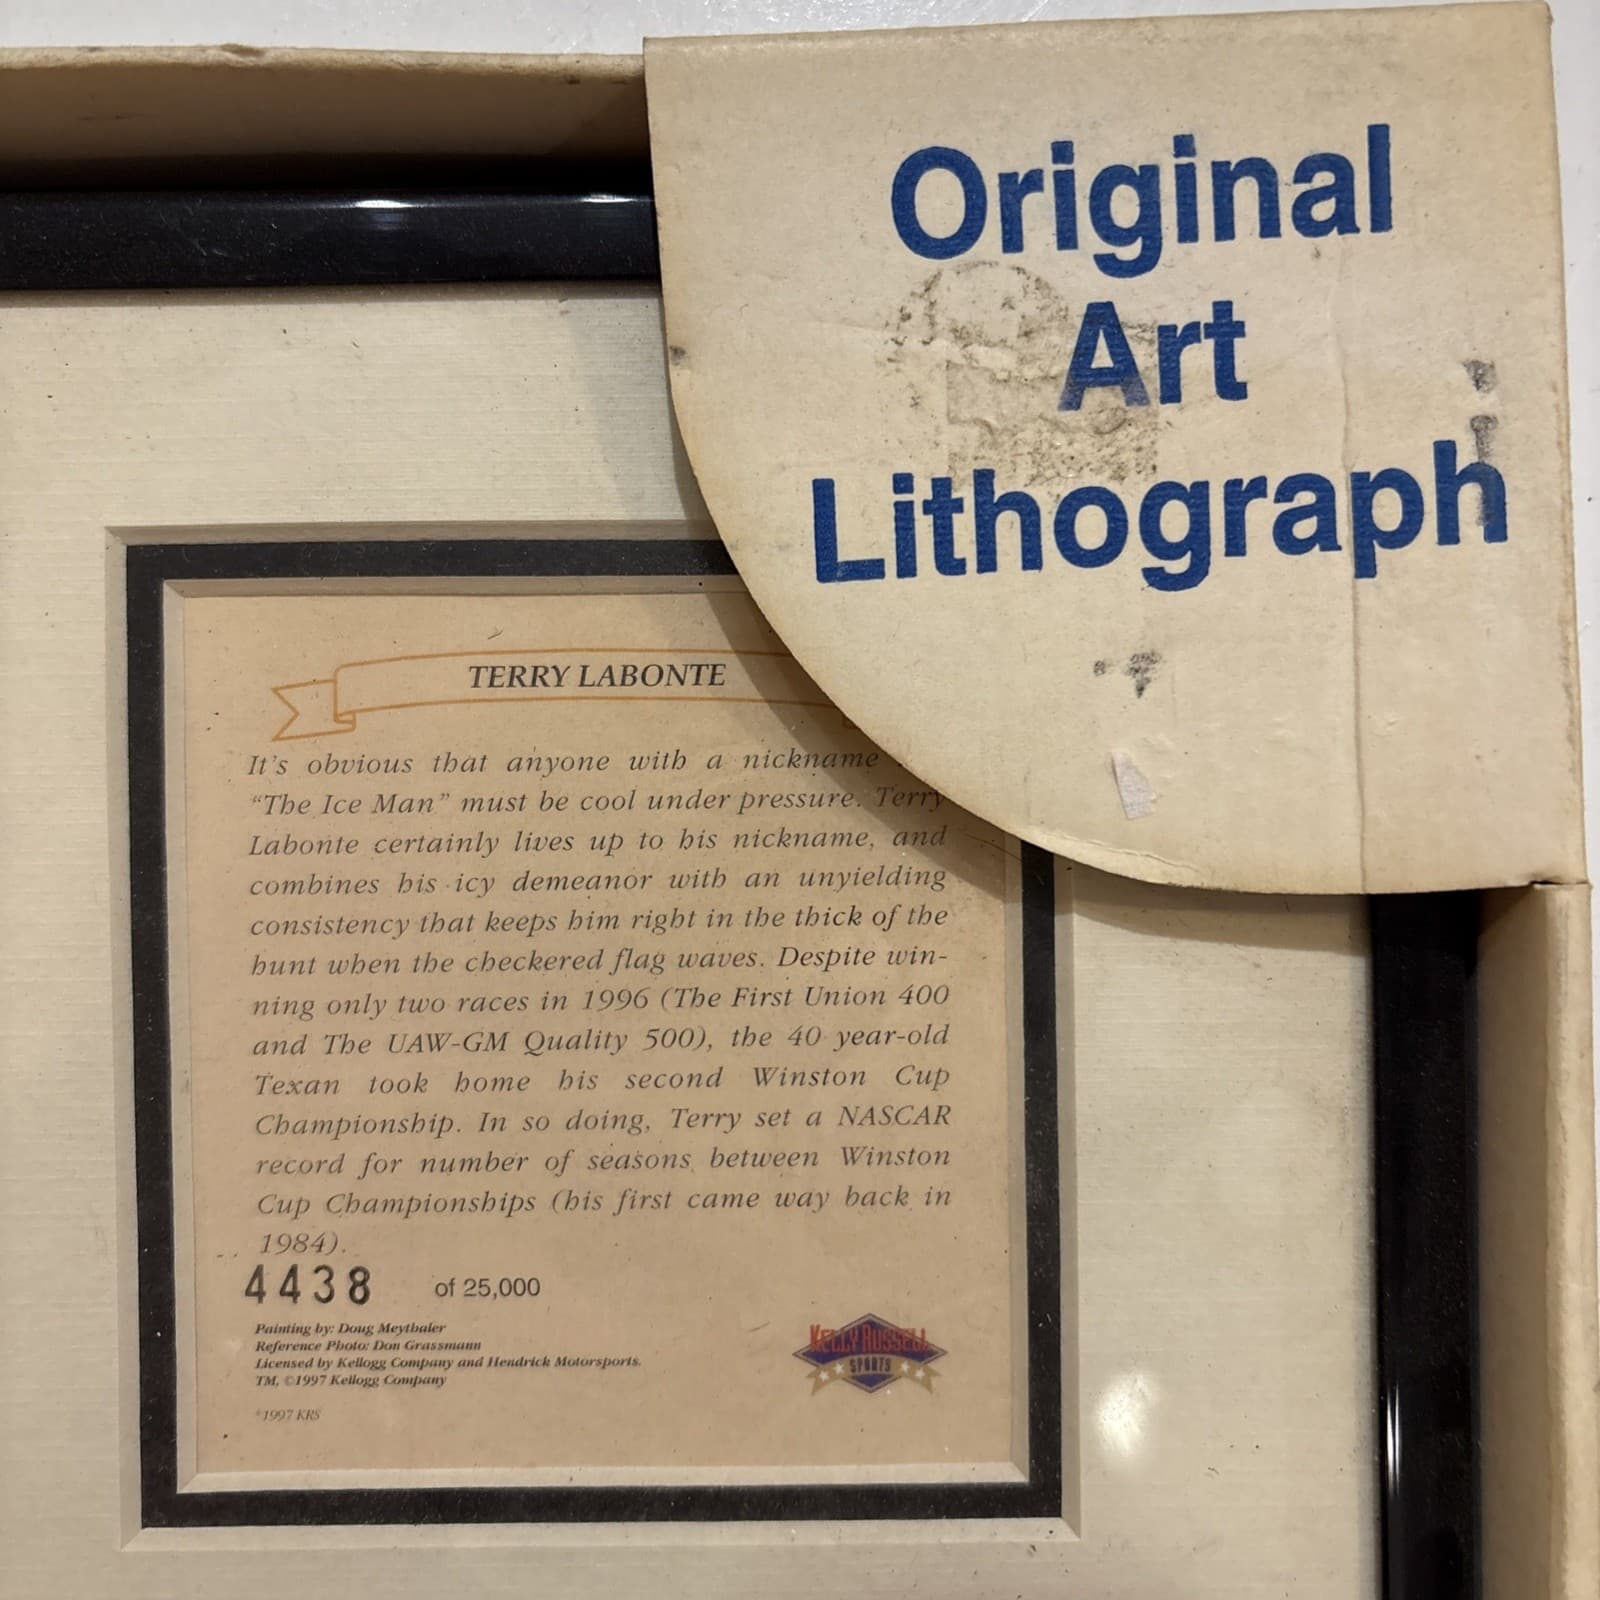 Original
Art
Lithograph
TERRY LABONTE
It's obvious that anyone with a nickname
"The Ice Man" must be cool under pressure. Terry
Labonte certainly lives up to his nickname, and
combines his icy demeanor with an unyielding
consistency that keeps him right in the thick of the
hunt when the checkered flag waves. Despite win-
ning only two races in 1996 (The First Union 400
and The UAW-GM Quality 500), the 40 year-old
Texan took home his second Winston Cup
Championship. In so doing, Terry set a NASCAR
record for number of seasons between Winston
Cup Championships (his first came way back in
1984).
4438 of 25,000
Painting by: Doug Meythaler
Reference Photo: Don Grassmann
Licensed by Kellogg Company and Hendrick Motorsports.
TM, ©1997 Kellogg Company
©1997 KRS
KELLY RUSSELL
SPORTS